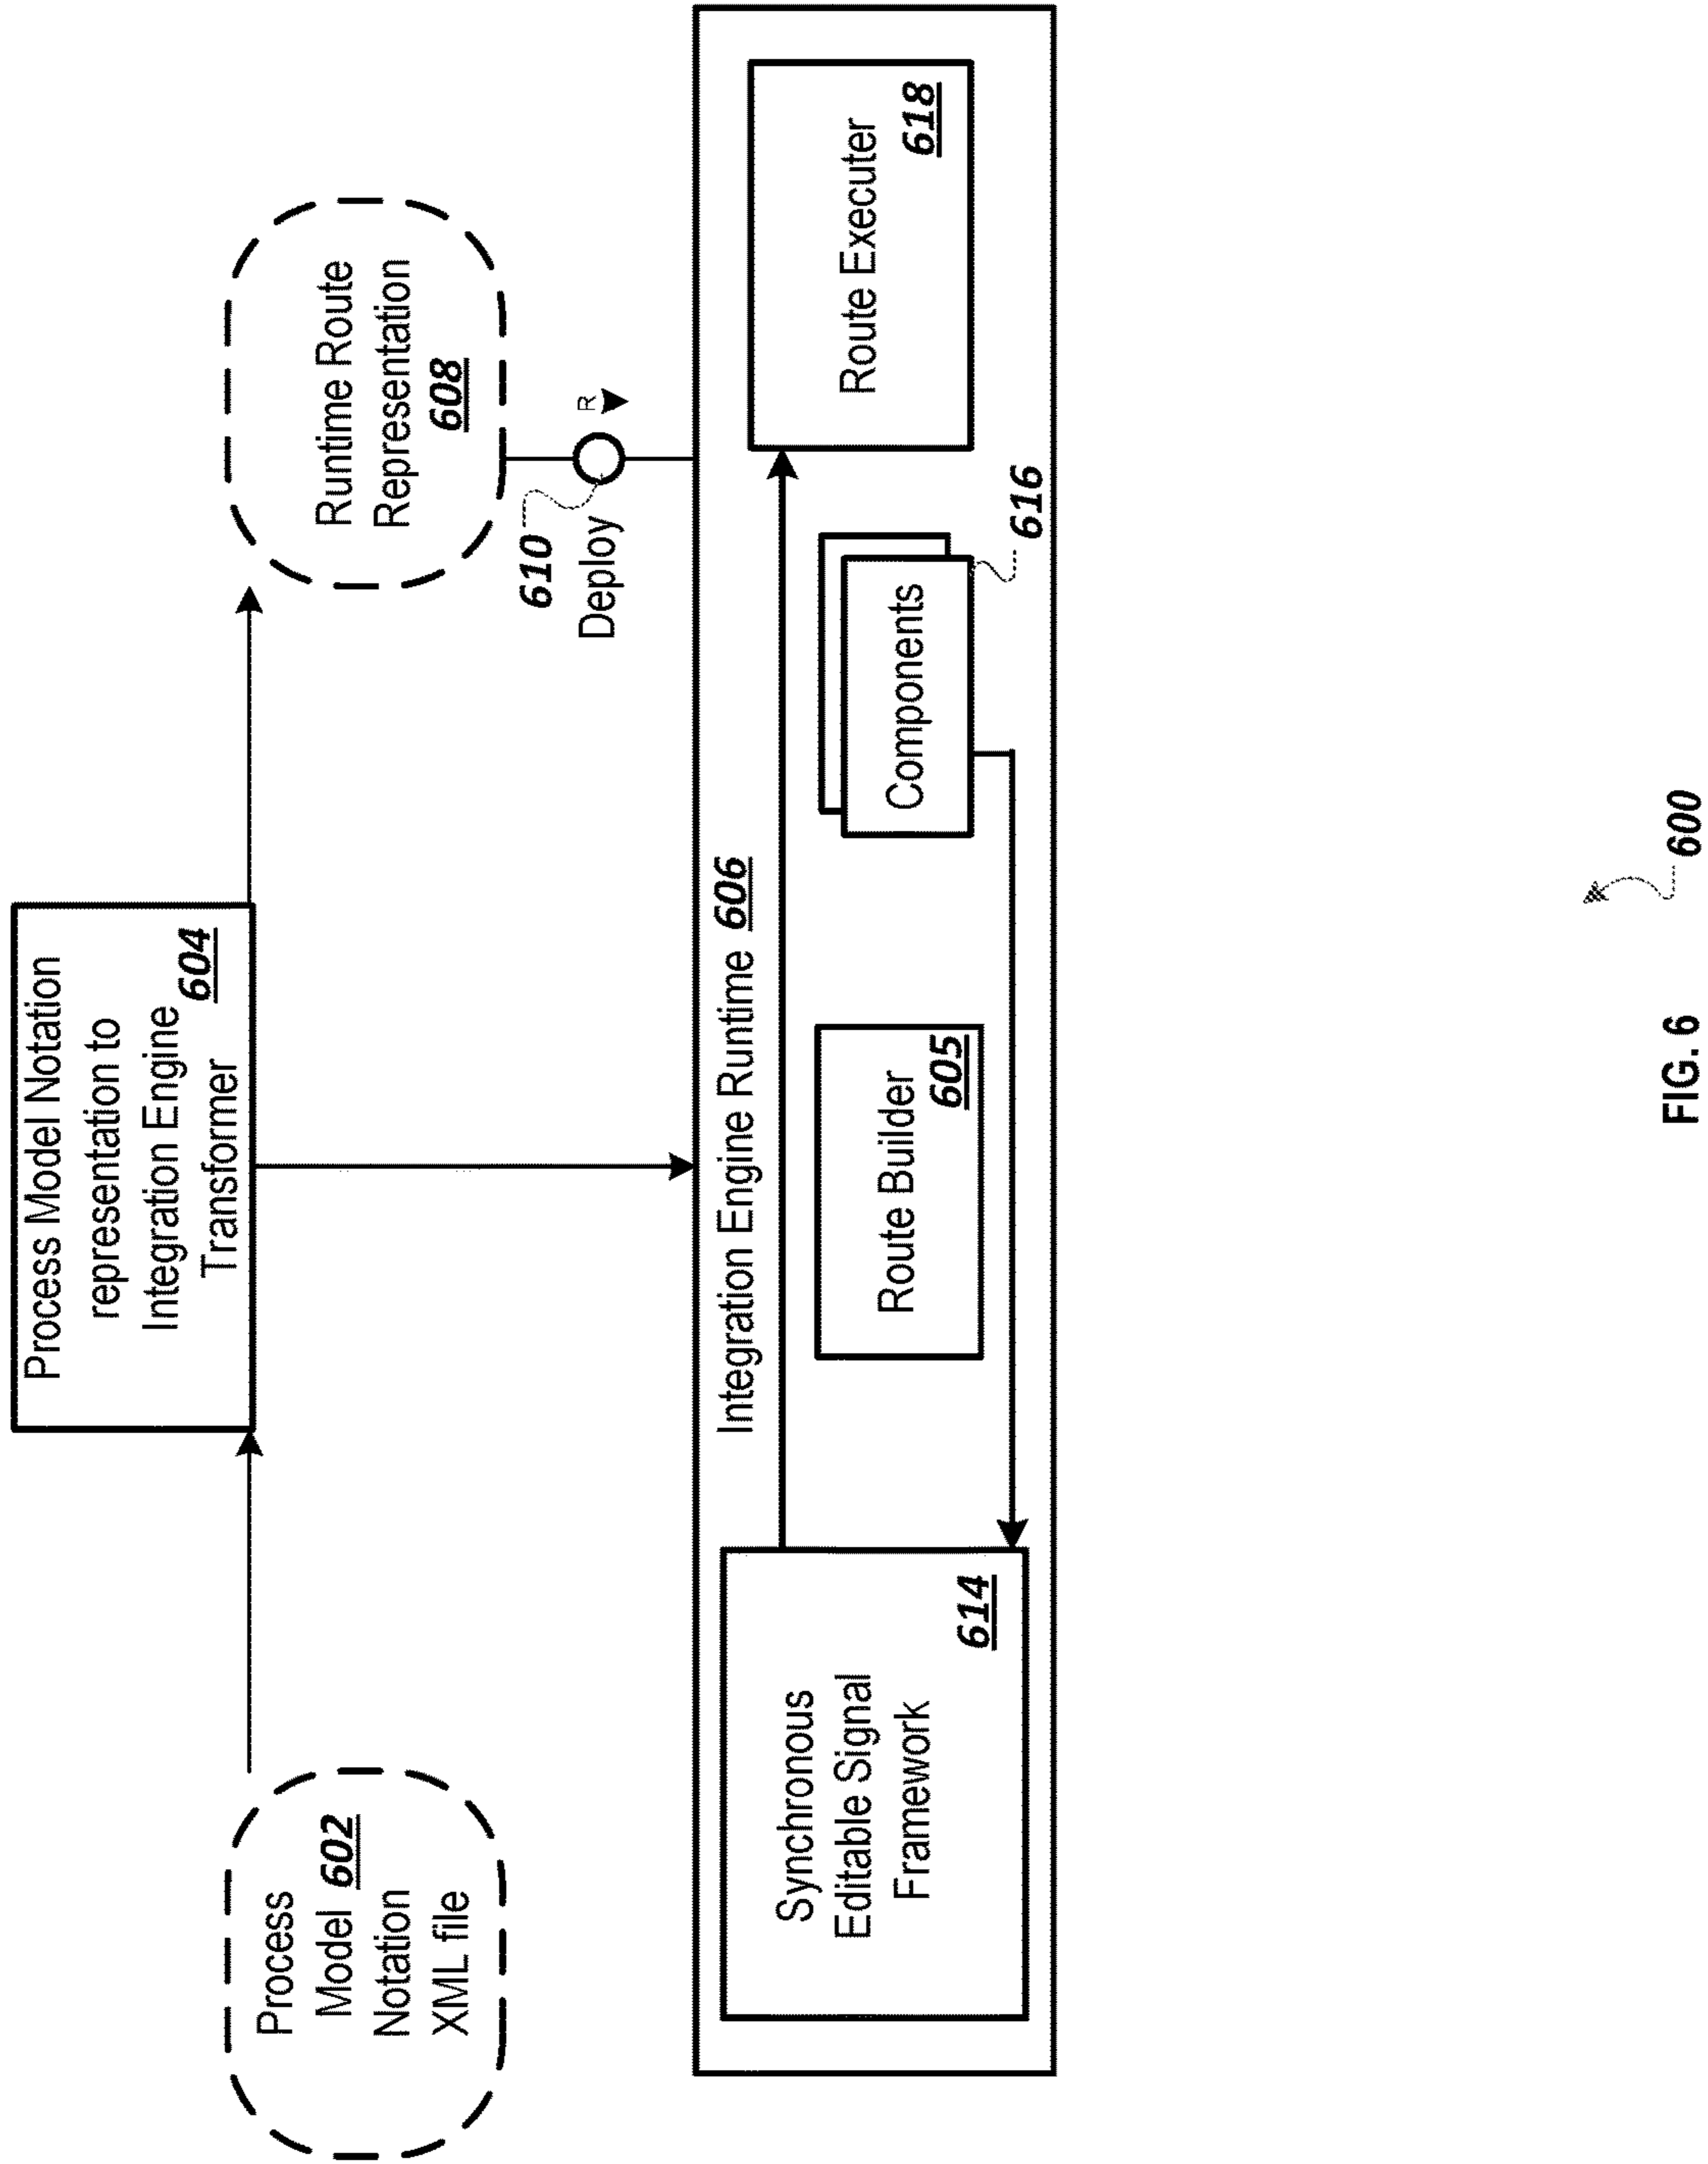 Process Model Notation
representation to
Integration Engine
Transformer
604
Process
Model 602
Notation
XML file
Runtime Route
Representation
608
610
Deploy
R
Integration Engine Runtime 606
Synchronous
Editable Signal
Framework
614
Route Builder
605
Components
616
Route Executer
618
600
FIG. 6